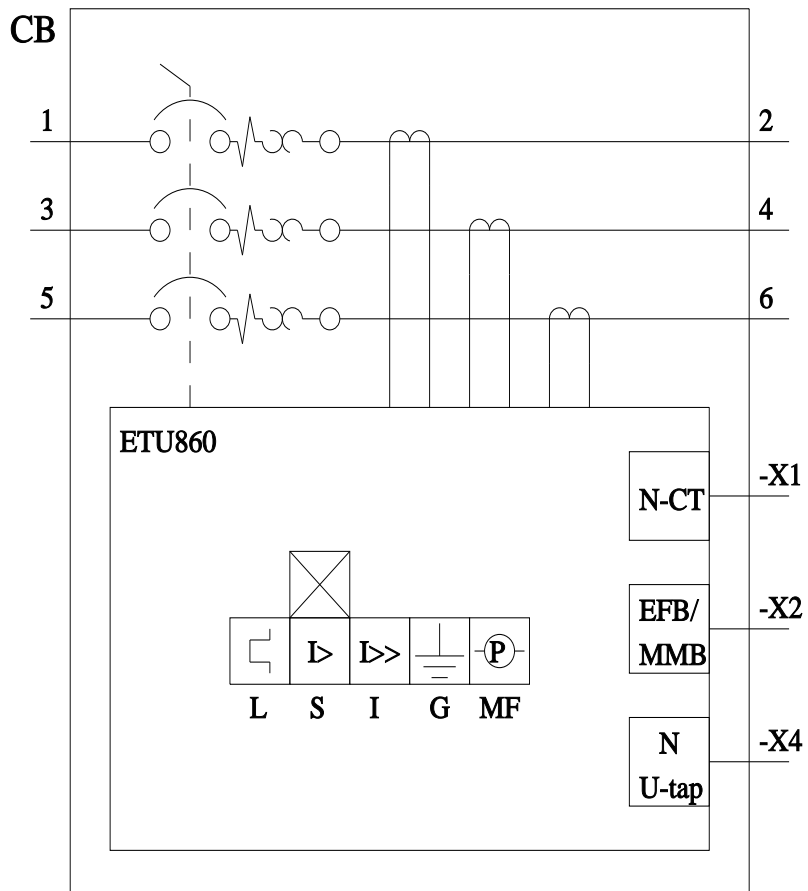 CB
1
2
3
4
5
6
ETU860
N-CT
-X1
EFB/
MMB
-X2
I>
I>>
P
L
S
I
G
MF
N
U-tap
-X4